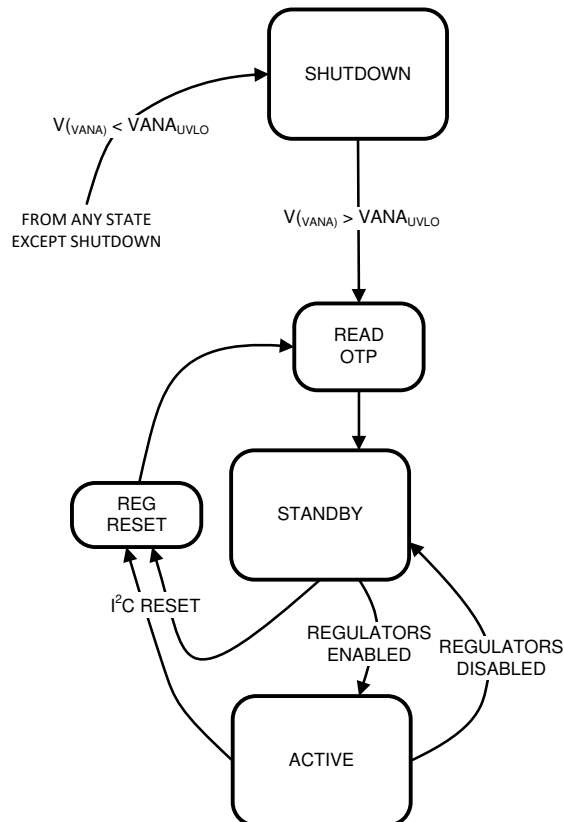 SHUTDOWN
V(VANA) < VANAUVLO
FROM ANY STATE
EXCEPT SHUTDOWN
V(VANA) > VANAUVLO
READ
OTP
REG
RESET
STANDBY
I²C RESET
REGULATORS
ENABLED
REGULATORS
DISABLED
ACTIVE